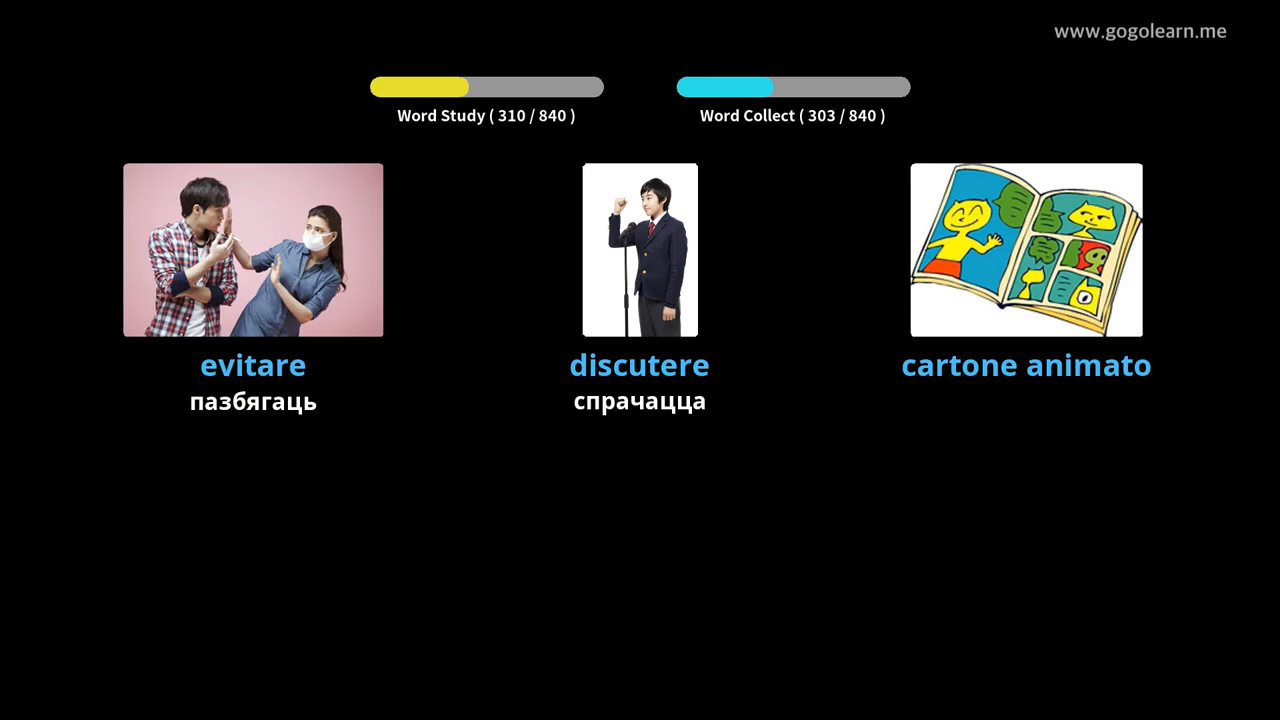 www.gogolearn.me
Word Study ( 310 / 840 )
Word Collect ( 303 / 840 )
evitare
пазбягаць
discutere
спрачацца
cartone animato